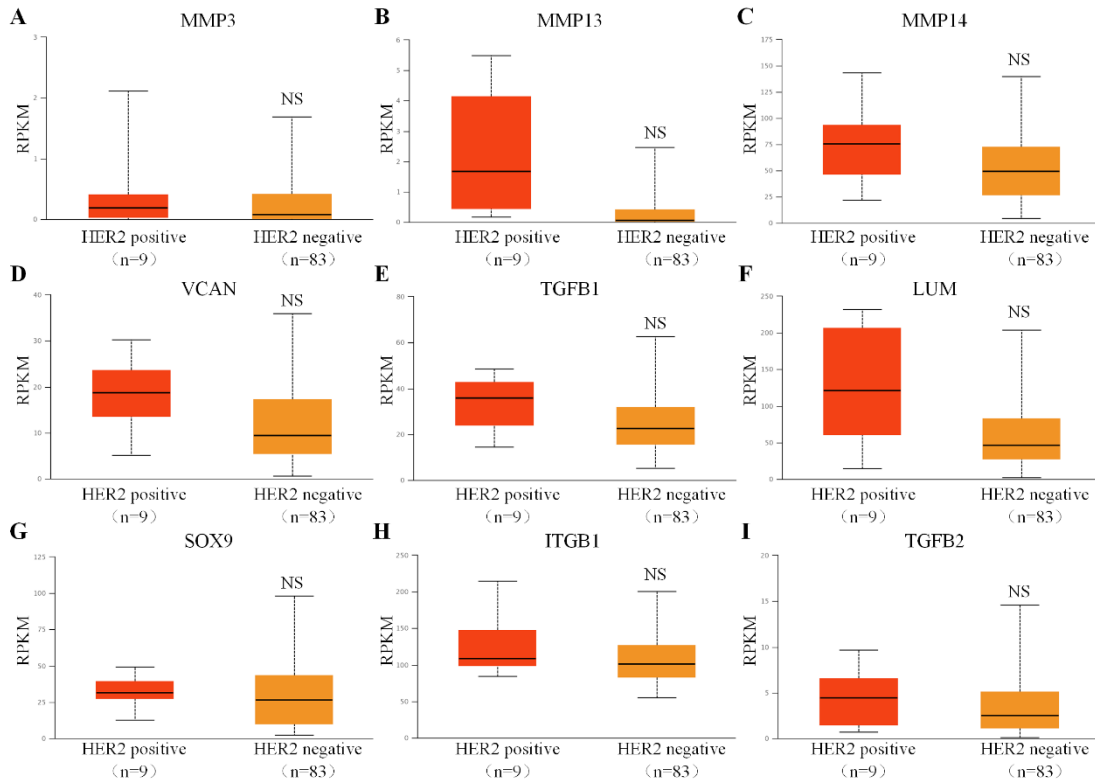 A MMP3
3
2
1
0
RPKM
NS
HER2 positive HER2 negative
（n=9） （n=83）
B MMP13
6
5
4
3
2
1
0
RPKM
NS
HER2 positive HER2 negative
（n=9） （n=83）
C MMP14
175
150
125
100
75
50
25
0
RPKM
NS
HER2 positive HER2 negative
（n=9） （n=83）
D VCAN
40
30
20
10
0
RPKM
NS
HER2 positive HER2 negative
（n=9） （n=83）
E TGFB1
80
60
40
20
0
RPKM
NS
HER2 positive HER2 negative
（n=9） （n=83）
F LUM
250
200
150
100
50
0
RPKM
NS
HER2 positive HER2 negative
（n=9） （n=83）
G SOX9
125
100
75
50
25
0
RPKM
NS
HER2 positive HER2 negative
（n=9） （n=83）
H ITGB1
250
200
150
100
50
0
RPKM
NS
HER2 positive HER2 negative
（n=9） （n=83）
I TGFB2
20
15
10
5
0
RPKM
NS
HER2 positive HER2 negative
（n=9） （n=83）